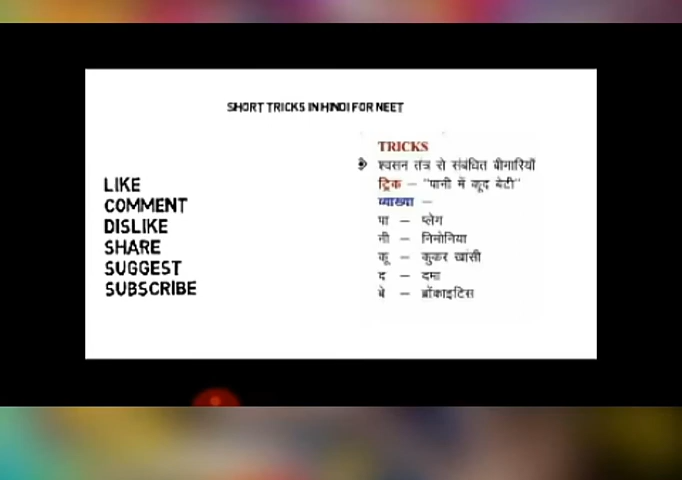 SHORT TRICKS IN HINDI FOR NEET
LIKE
COMMENT
DISLIKE
SHARE
SUGGEST
SUBSCRIBE
TRICKS
श्वसन तंत्र रो संबंधित बीगारियाँ
ट्रिक – "पानी में कूद बेटी"
व्याख्या –
पा – प्लेग
नी – निमोनिया
कू – कुकर खांसी
द – दमा
बे – ब्रोंकाइटिस